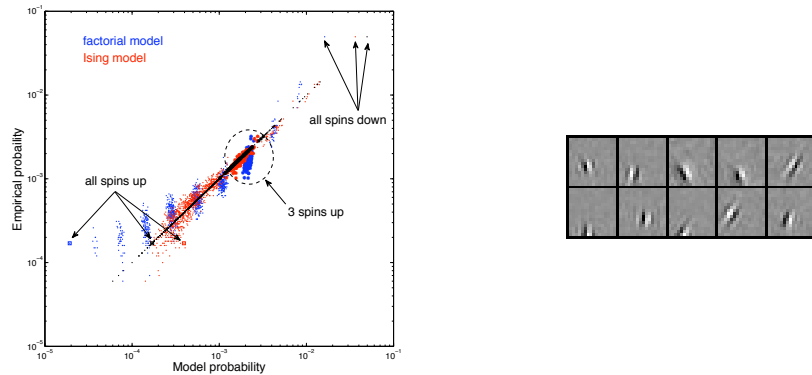 10^-1
factorial model
Ising model
10^-2
all spins down
Empirical probaility
10^-3
all spins up
3 spins up
10^-4
10^-5
10^-5 10^-4 10^-3 10^-2 10^-1
Model probability